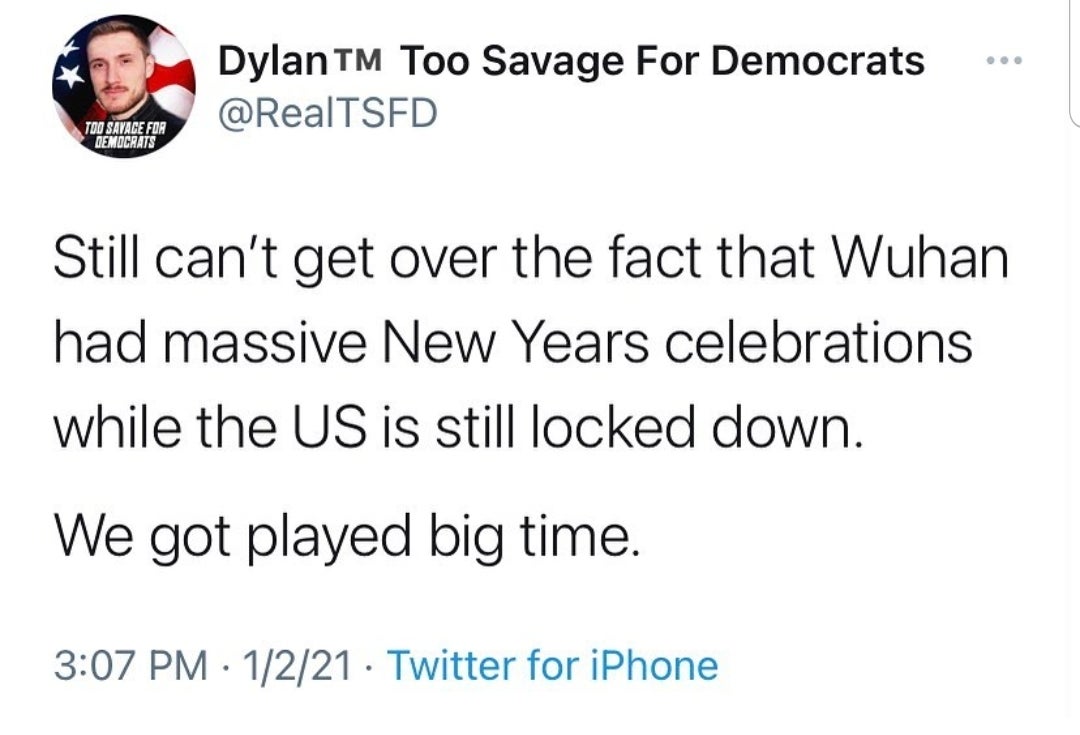 Dylan™ Too Savage For Democrats
@RealTSFD
TOO SAVAGE FOR
DEMOCRATS
Still can’t get over the fact that Wuhan
had massive New Years celebrations
while the US is still locked down.
We got played big time.
3:07 PM · 1/2/21 · Twitter for iPhone